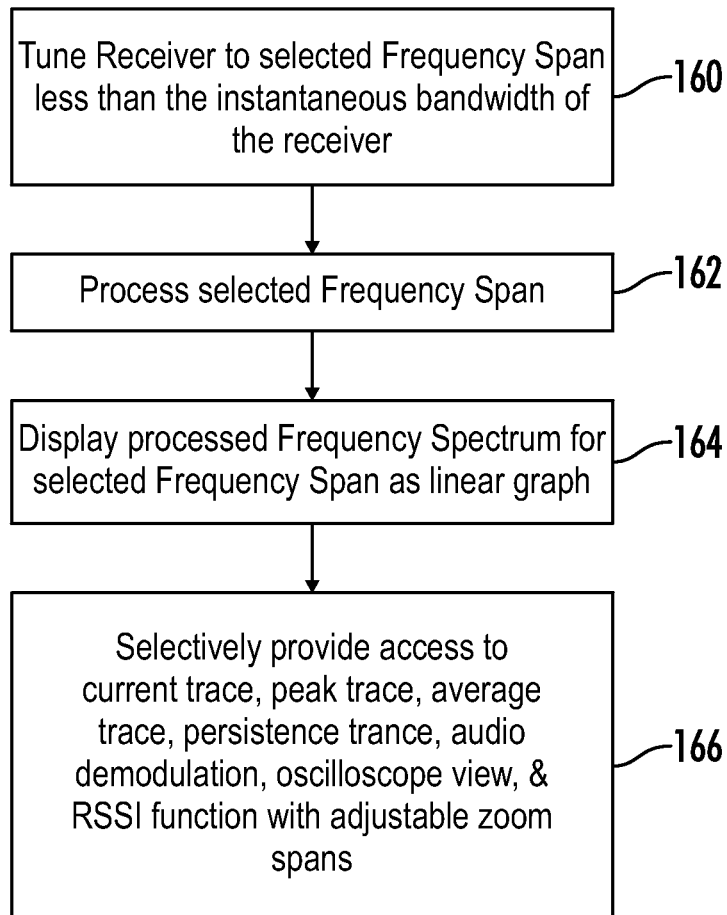 Tune Receiver to selected Frequency Span
less than the instantaneous bandwidth of
the receiver
160
Process selected Frequency Span
162
Display processed Frequency Spectrum for
selected Frequency Span as linear graph
164
Selectively provide access to
current trace, peak trace, average
trace, persistence trance, audio
demodulation, oscilloscope view, &
RSSI function with adjustable zoom
spans
166